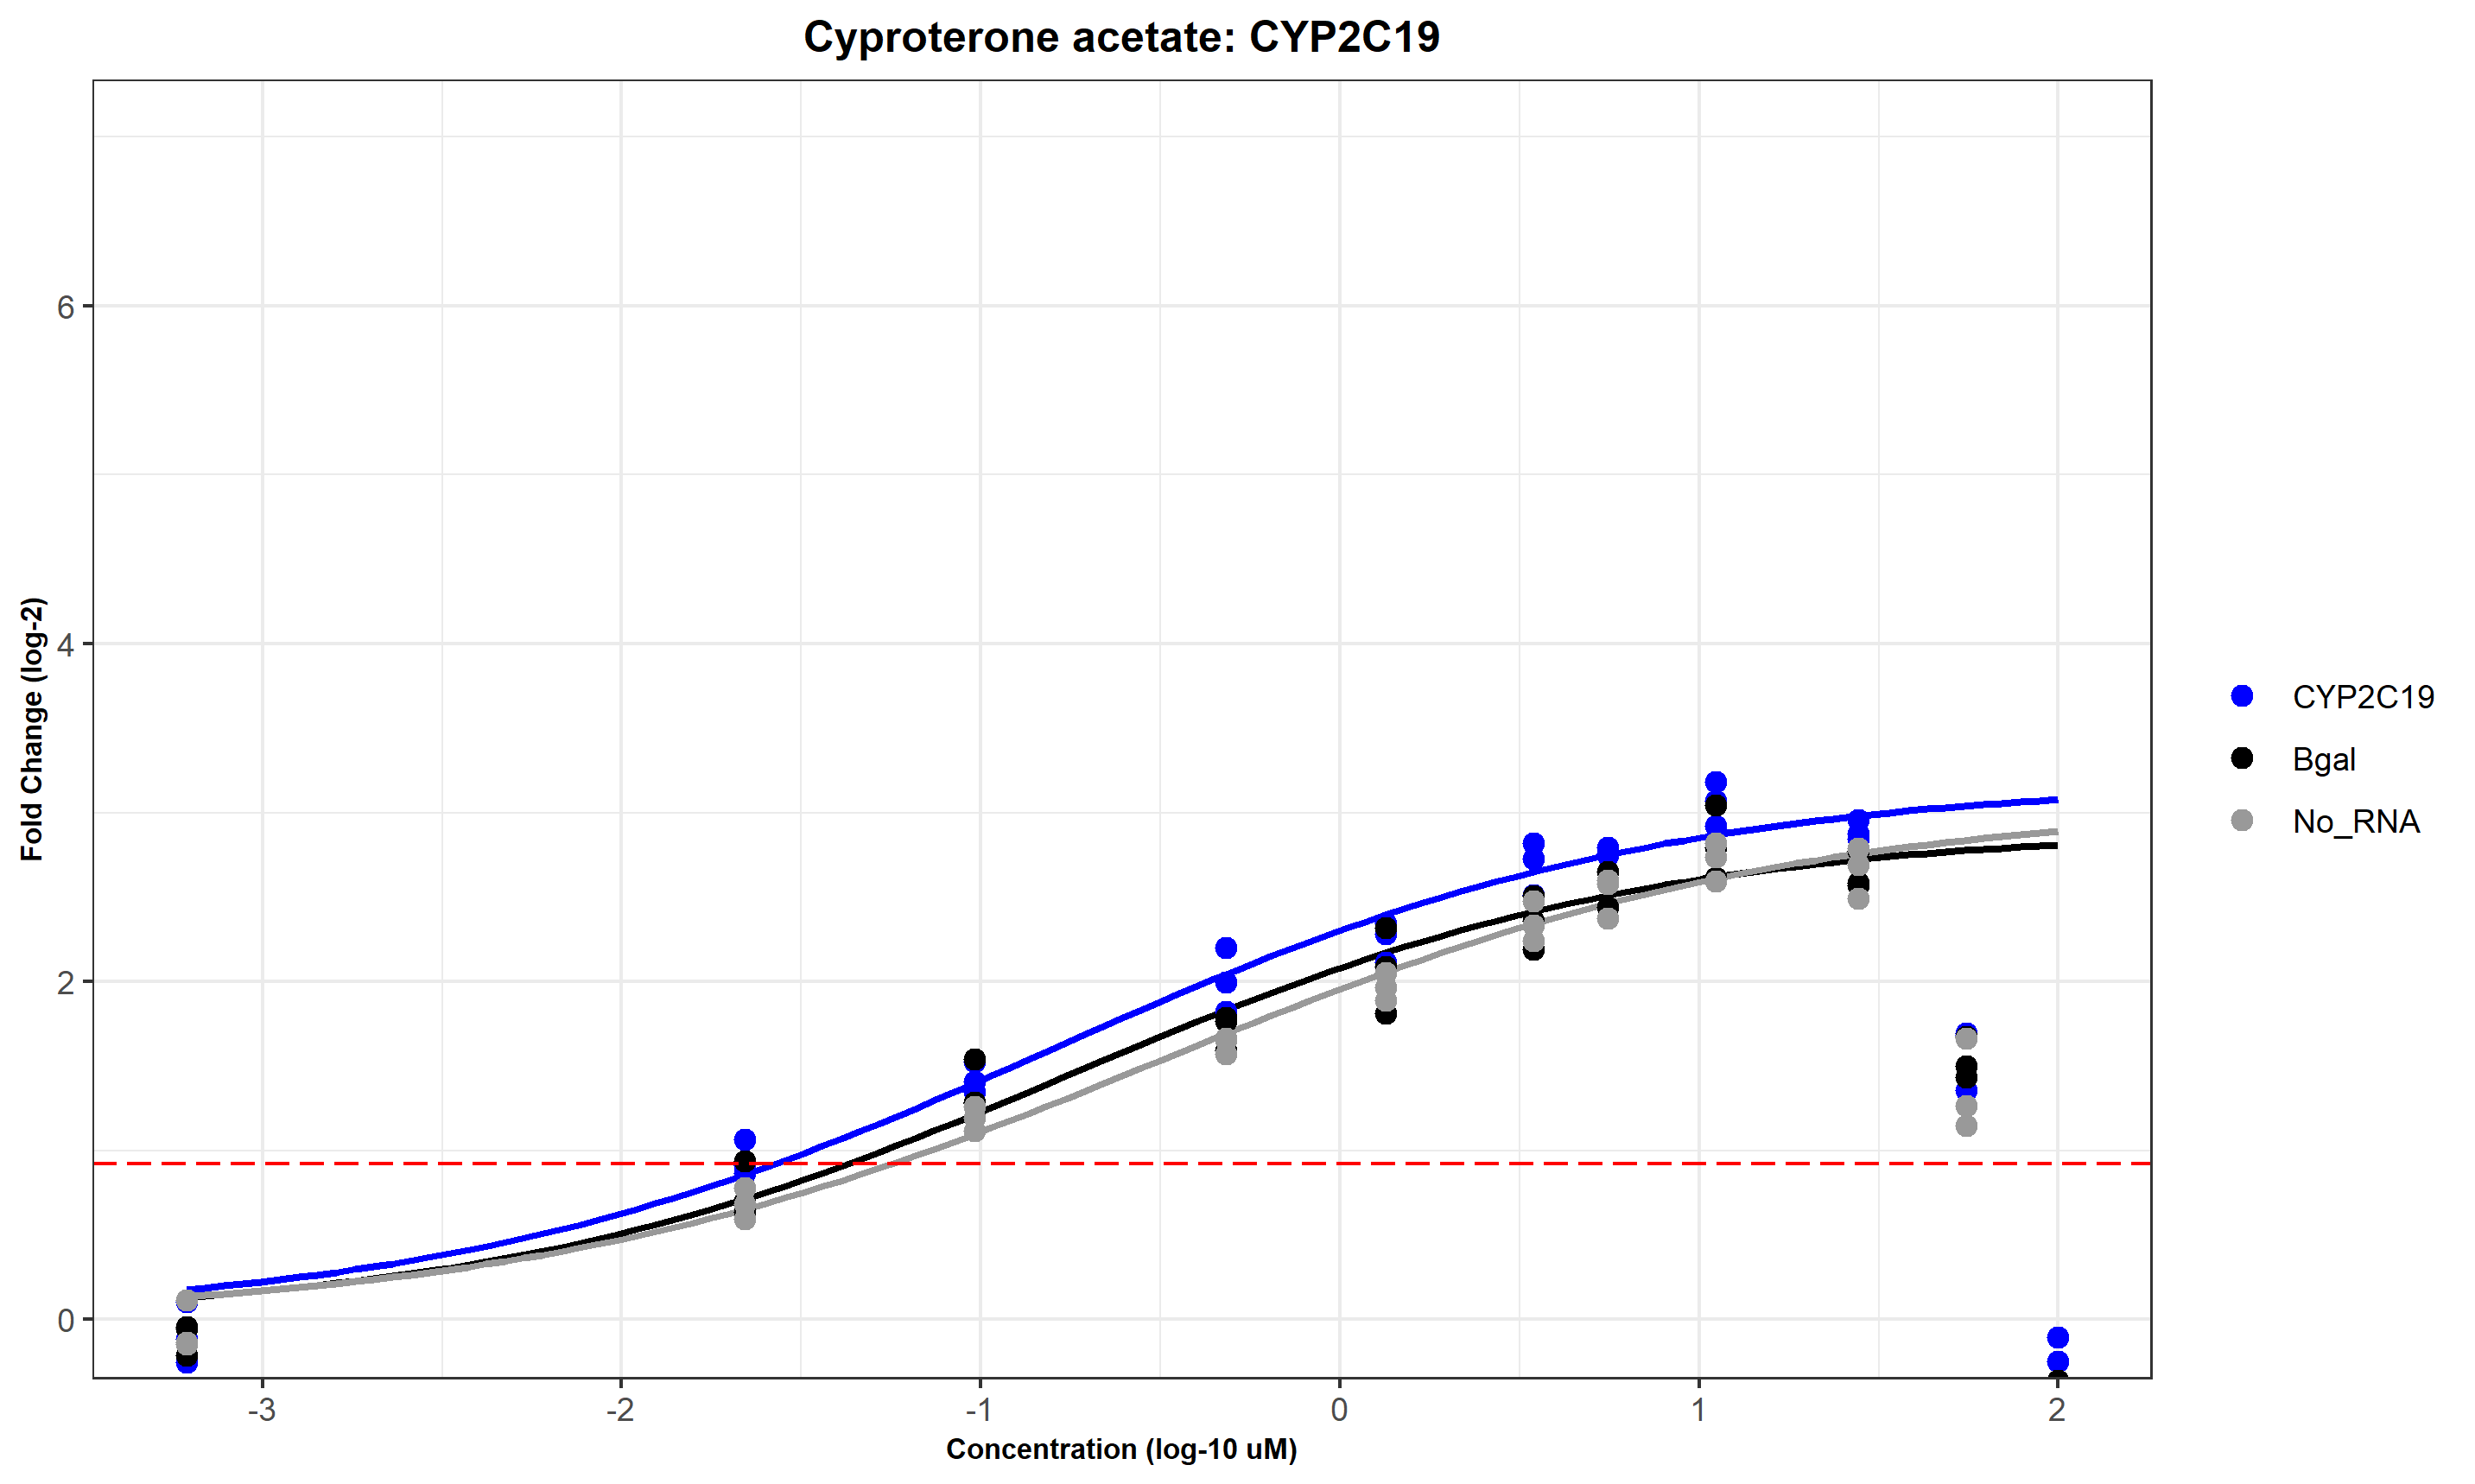 Cyproterone acetate: CYP2C19
Fold Change (log-2)
6
4
2
0
-3
-2
-1
0
1
2
Concentration (log-10 uM)
CYP2C19
Bgal
No_RNA